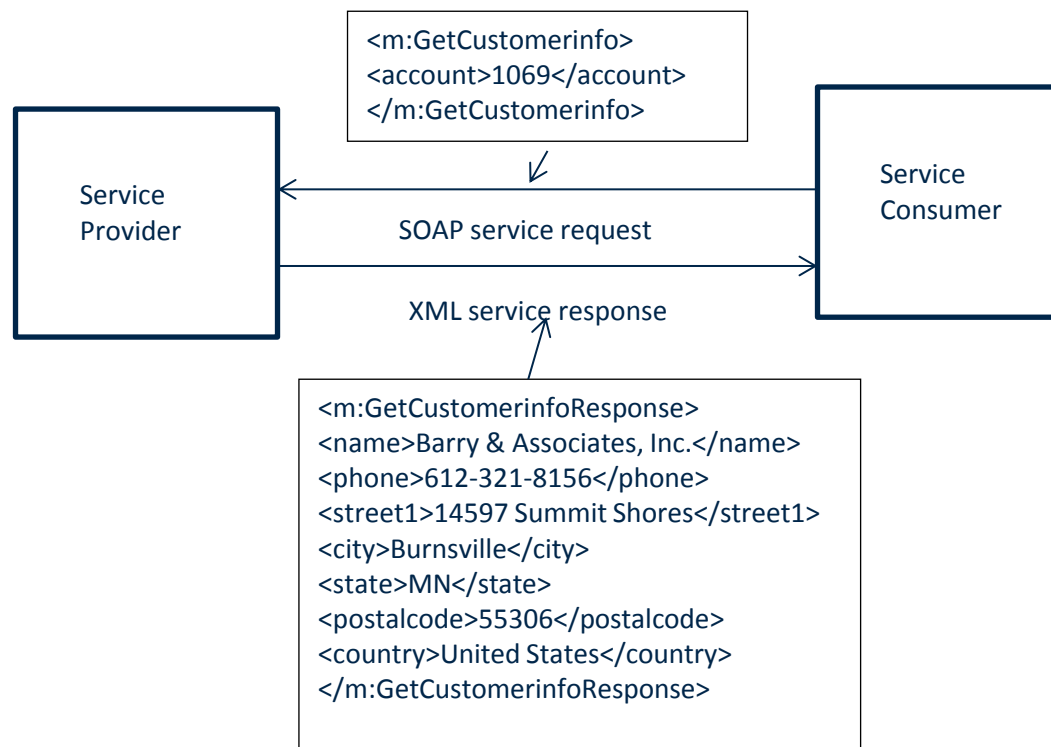 <m:GetCustomerinfo>
<account>1069</account>
</m:GetCustomerinfo>
Service
Provider
Service
Consumer
SOAP service request
XML service response
<m:GetCustomerinfoResponse>
<name>Barry & Associates, Inc.</name>
<phone>612-321-8156</phone>
<street1>14597 Summit Shores</street1>
<city>Burnsville</city>
<state>MN</state>
<postalcode>55306</postalcode>
<country>United States</country>
</m:GetCustomerinfoResponse>